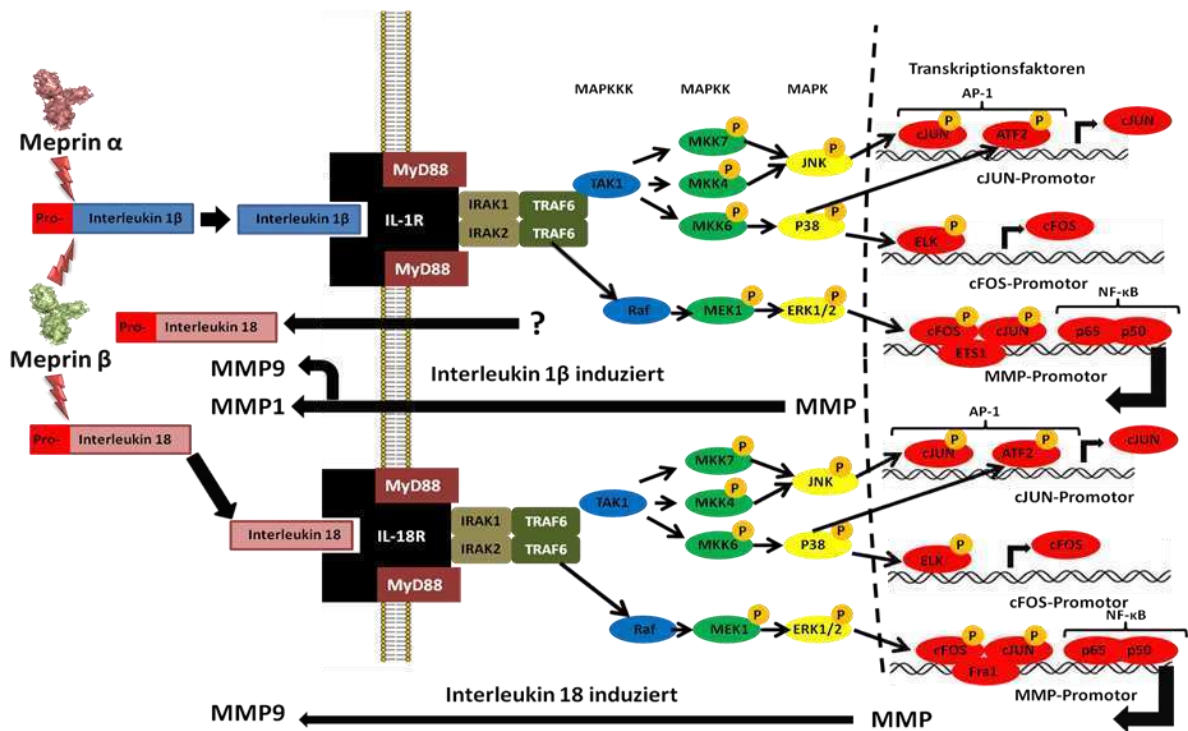 Transkriptionsfaktoren
MAPKKK
MAPKK
MAPK
AP-1
Meprin α
MyD88
MKK7
P
JNK
P
cJUN
P
ATF2
P
cJUN
TAK1
MKK4
P
cJUN-Promotor
Pro-
Interleukin 1β
Interleukin 1β
IL-1R
IRAK1
TRAF6
IRAK2
TRAF6
MKK6
P
P38
P
ELK
P
cFOS
MyD88
cFOS-Promotor
Meprin β
Pro-
Interleukin 18
?
Raf
MEK1
P
ERK1/2
P
NF-κB
cFOS
P
cJUN
P
p65
p50
ETS1
MMP9
Interleukin 1β induziert
MMP-Promotor
MMP1
MMP
AP-1
Pro-
Interleukin 18
MyD88
MKK7
P
JNK
P
cJUN
P
ATF2
P
cJUN
TAK1
MKK4
P
cJUN-Promotor
Interleukin 18
IL-18R
IRAK1
TRAF6
IRAK2
TRAF6
MKK6
P
P38
P
ELK
P
cFOS
MyD88
cFOS-Promotor
NF-κB
Raf
MEK1
P
ERK1/2
P
cFOS
P
cJUN
P
p65
p50
Fra1
Interleukin 18 induziert
MMP-Promotor
MMP9
MMP